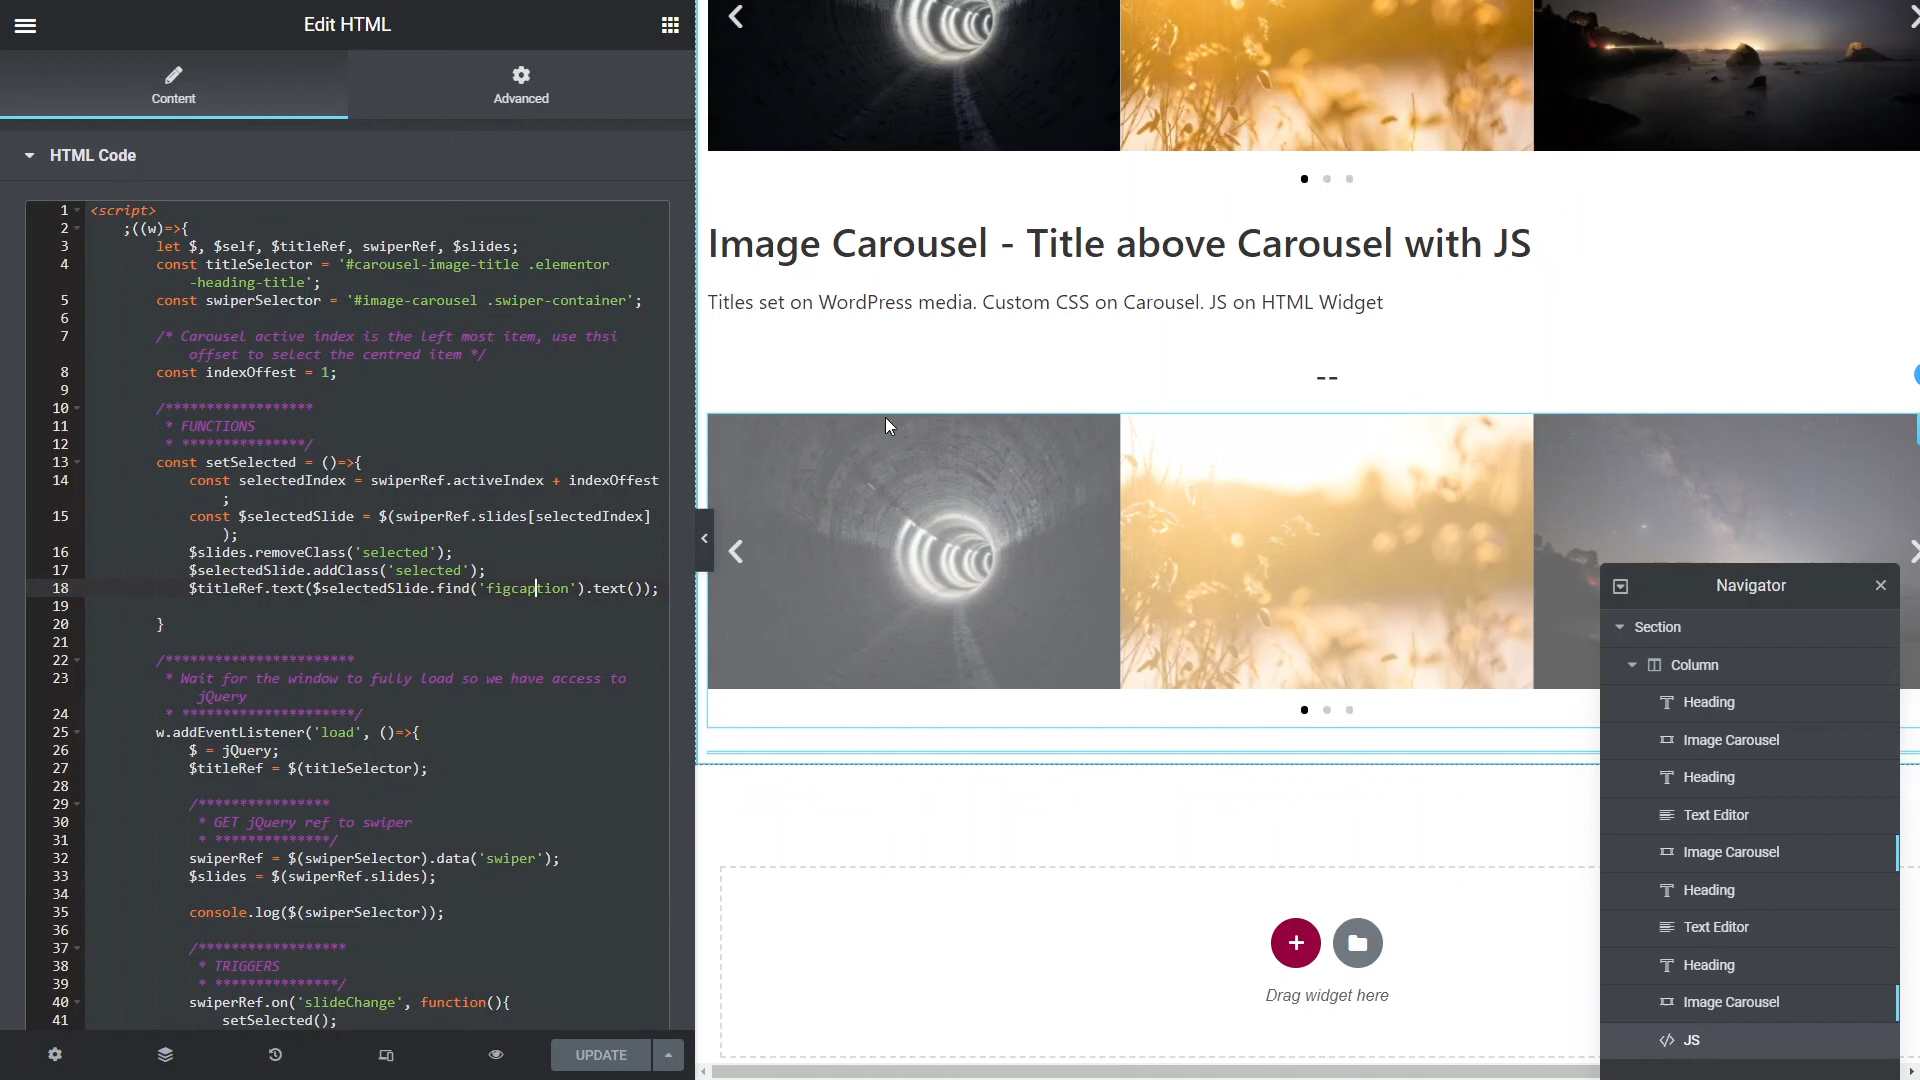 Edit HTML
Content
Advanced
HTML Code
1 <script>
2 ;((w)=>{
3 let $, $self, $titleRef, swiperRef, $slides;
4 const titleSelector = '#carousel-image-title .elementor
-heading-title';
5 const swiperSelector = '#image-carousel .swiper-container';
6
7 /* Carousel active index is the left most item, use thsi
offset to select the centred item */
8 const indexOffest = 1;
9
10 /******************
11 * FUNCTIONS
12 * ***************/
13 const setSelected = ()=>{
14 const selectedIndex = swiperRef.activeIndex + indexOffest
;
15 const $selectedSlide = $(swiperRef.slides[selectedIndex]
);
16 $slides.removeClass('selected');
17 $selectedSlide.addClass('selected');
18 $titleRef.text($selectedSlide.find('figcaption').text());
19
20 }
21
22 /***********************
23 * Wait for the window to fully load so we have access to
jQuery
24 * *********************/
25 w.addEventListener('load', ()=>{
26 $ = jQuery;
27 $titleRef = $(titleSelector);
28
29 /****************
30 * GET jQuery ref to swiper
31 * **************/
32 swiperRef = $(swiperSelector).data('swiper');
33 $slides = $(swiperRef.slides);
34
35 console.log($(swiperSelector));
36
37 /******************
38 * TRIGGERS
39 * ***************/
40 swiperRef.on('slideChange', function(){
41 setSelected();
UPDATE
Image Carousel - Title above Carousel with JS
Titles set on WordPress media. Custom CSS on Carousel. JS on HTML Widget
--
Drag widget here
Navigator
Section
Column
Heading
Image Carousel
Heading
Text Editor
Image Carousel
Heading
Text Editor
Heading
Image Carousel
JS